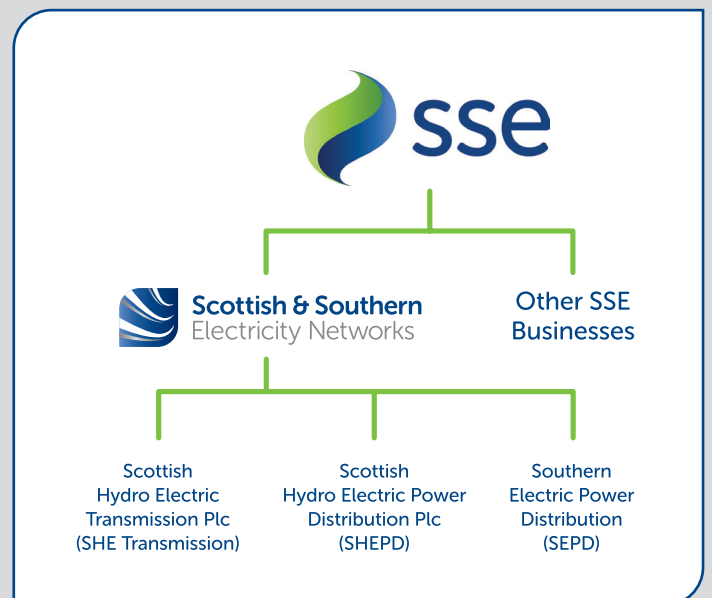 sse
Scottish & Southern
Electricity Networks
Other SSE
Businesses
Scottish
Hydro Electric
Transmission Plc
(SHE Transmission)
Scottish
Hydro Electric Power
Distribution Plc
(SHEPD)
Southern
Electric Power
Distribution
(SEPD)